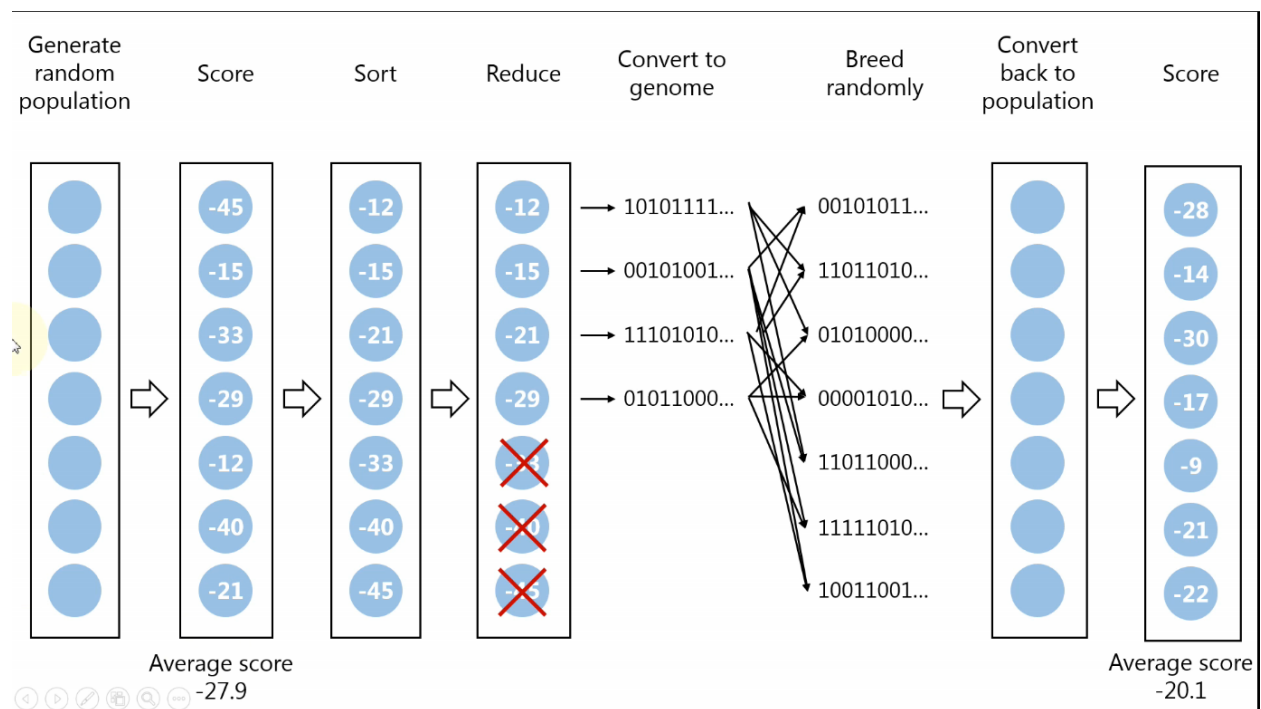 Generate
random
population
Score
Sort
Reduce
Convert to
genome
Breed
randomly
Convert
back to
population
Score
-45
-15
-33
-29
-12
-40
-21
-12
-15
-21
-29
-33
-40
-45
-12
-15
-21
-29
10101111...
00101001...
11101010...
01011000...
00101011...
11011010...
01010000...
00001010...
11011000...
11111010...
10011001...
-28
-14
-30
-17
-9
-21
-22
Average score
-27.9
Average score
-20.1